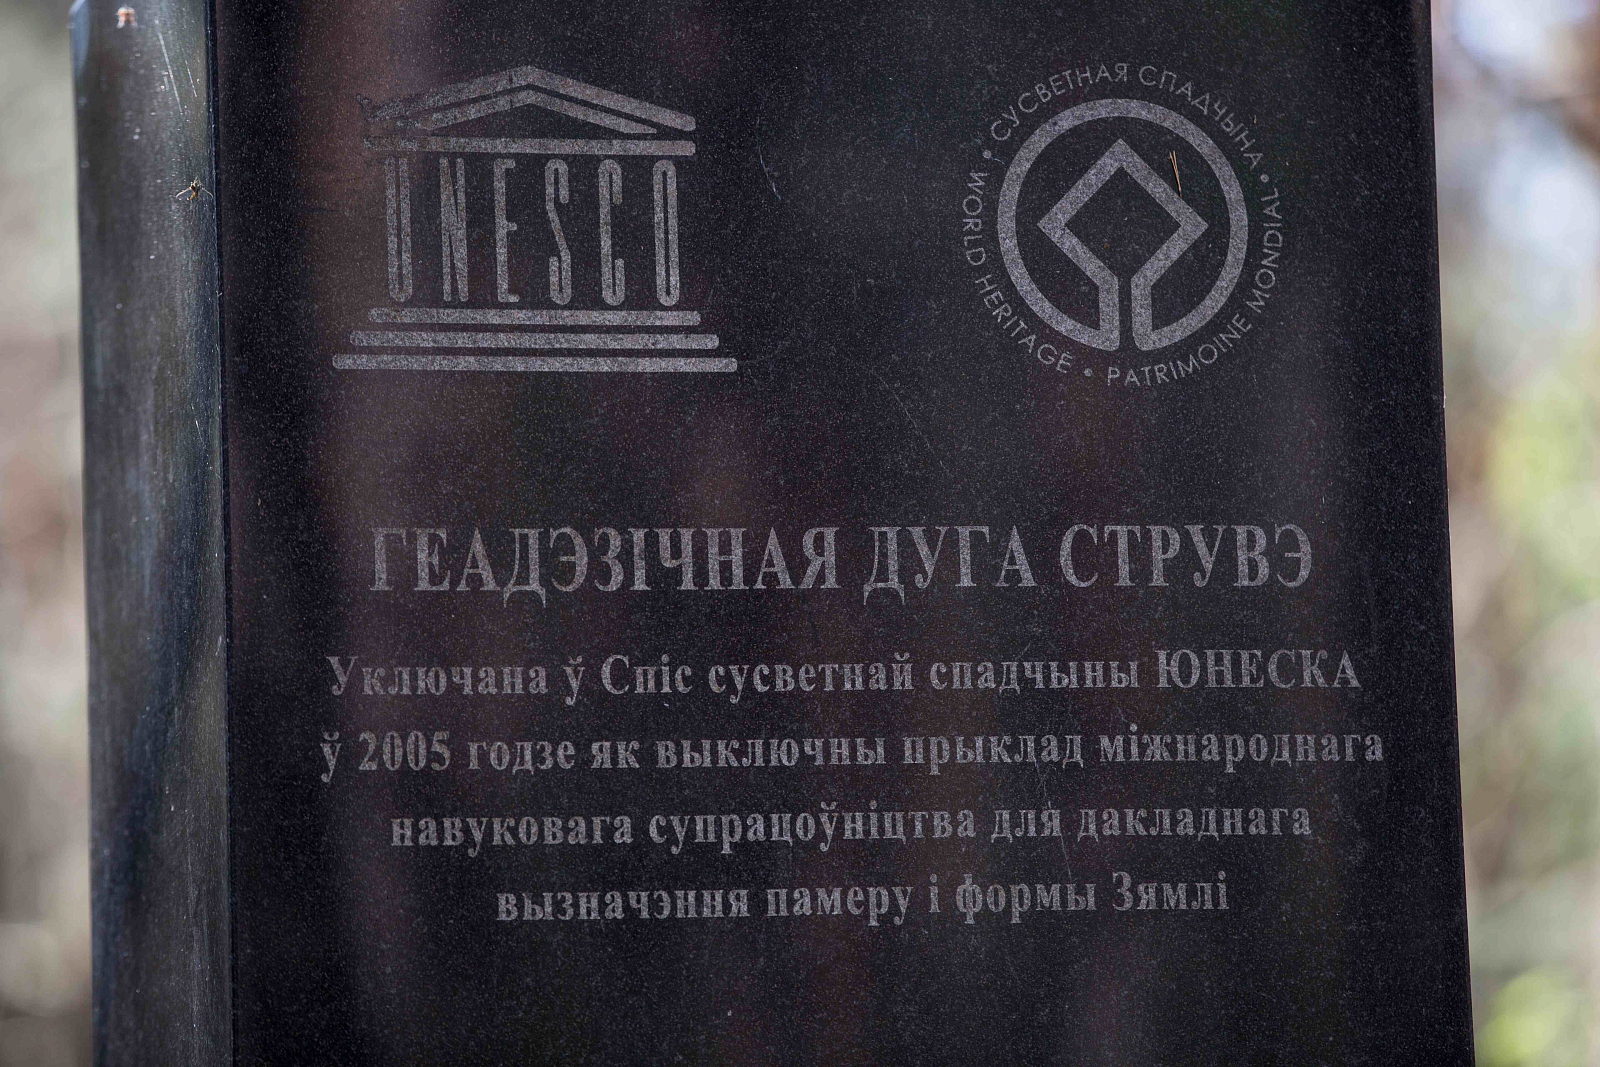 UNESCO
СУСВЕТНАЯ СПАДЧЫНА • WORLD HERITAGE • PATRIMOINE MONDIAL •
ГЕАДЭЗІЧНАЯ ДУГА СТРУВЭ
Уключана ў Спіс сусветнай спадчыны ЮНЕСКА
ў 2005 годзе як выключны прыклад міжнароднага
навуковага супрацоўніцтва для дакладнага
вызначэння памеру і формы Зямлі